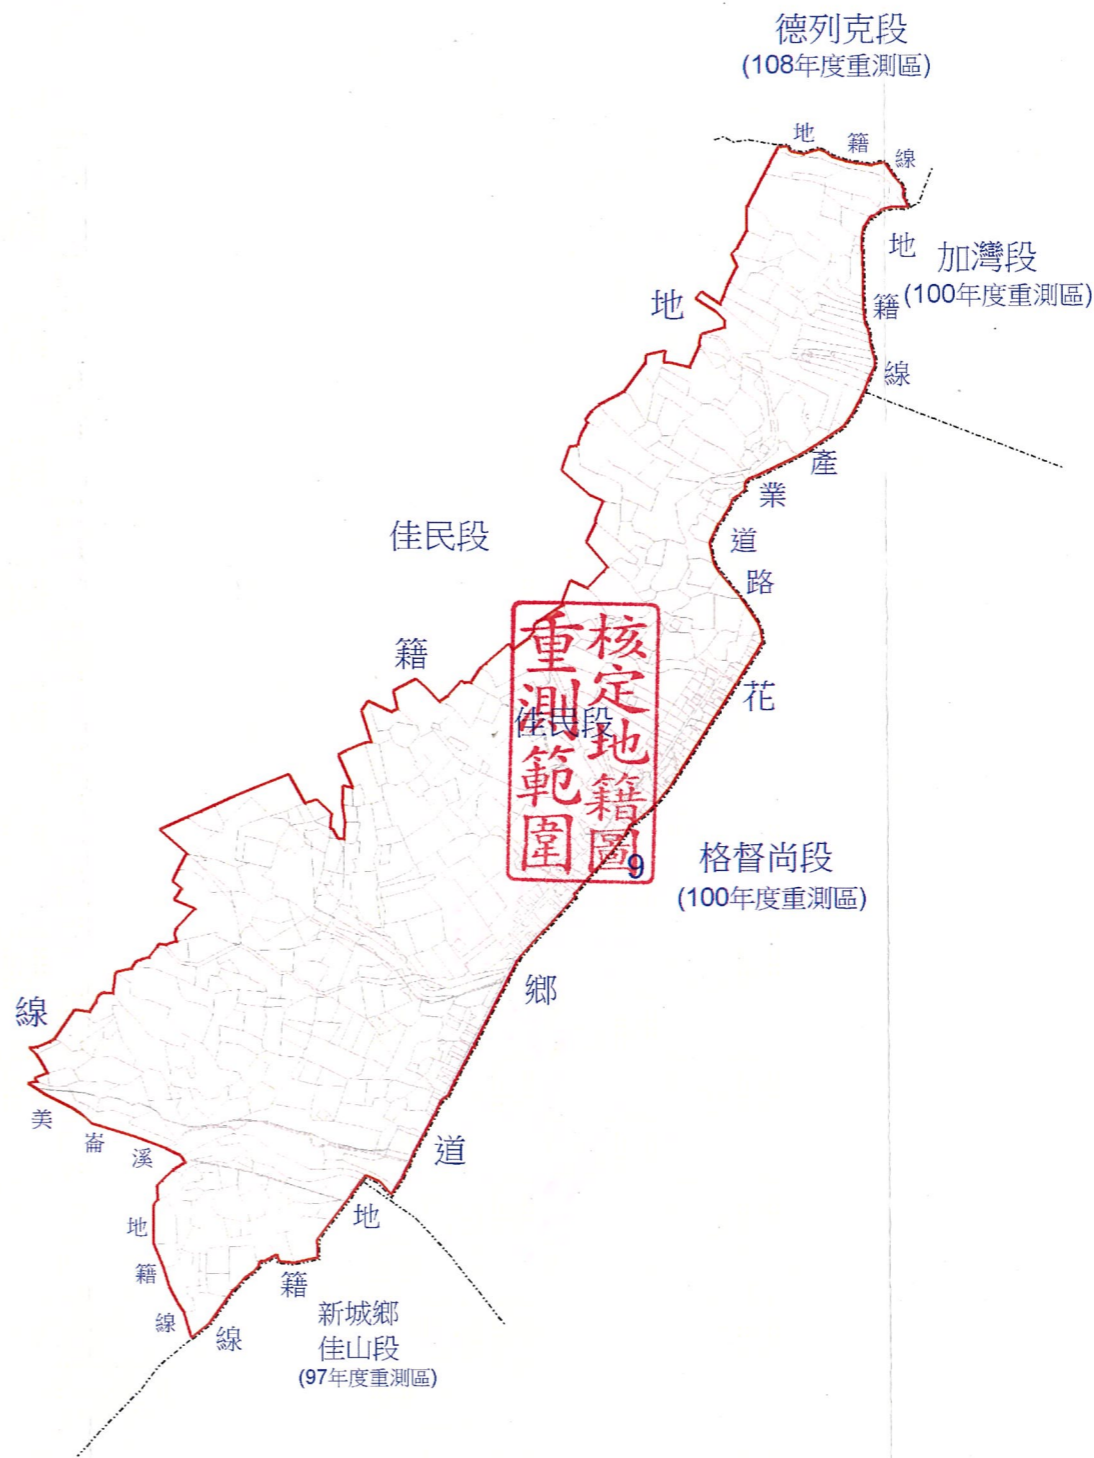 德列克段
(108年度重測區)
地籍線
加灣段
(100年度重測區)
地籍線
產業道路
地籍線
佳民段
核定地籍圖
重測範圍
佳民段
花9鄉道
格督尚段
(100年度重測區)
美崙溪
地籍線
地籍線
新城鄉
佳山段
(97年度重測區)